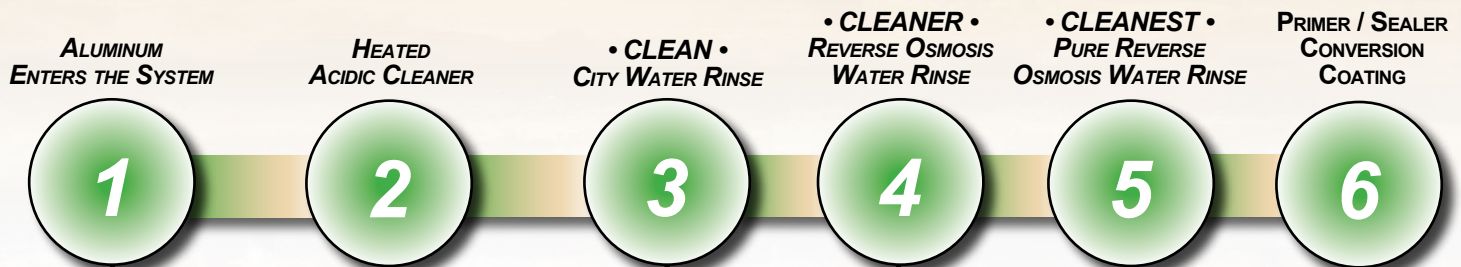 ALUMINUM
ENTERS THE SYSTEM
HEATED
ACIDIC CLEANER
• CLEAN •
CITY WATER RINSE
• CLEANER •
REVERSE OSMOSIS
WATER RINSE
• CLEANEST •
PURE REVERSE
OSMOSIS WATER RINSE
PRIMER / SEALER
CONVERSION
COATING
1
2
3
4
5
6